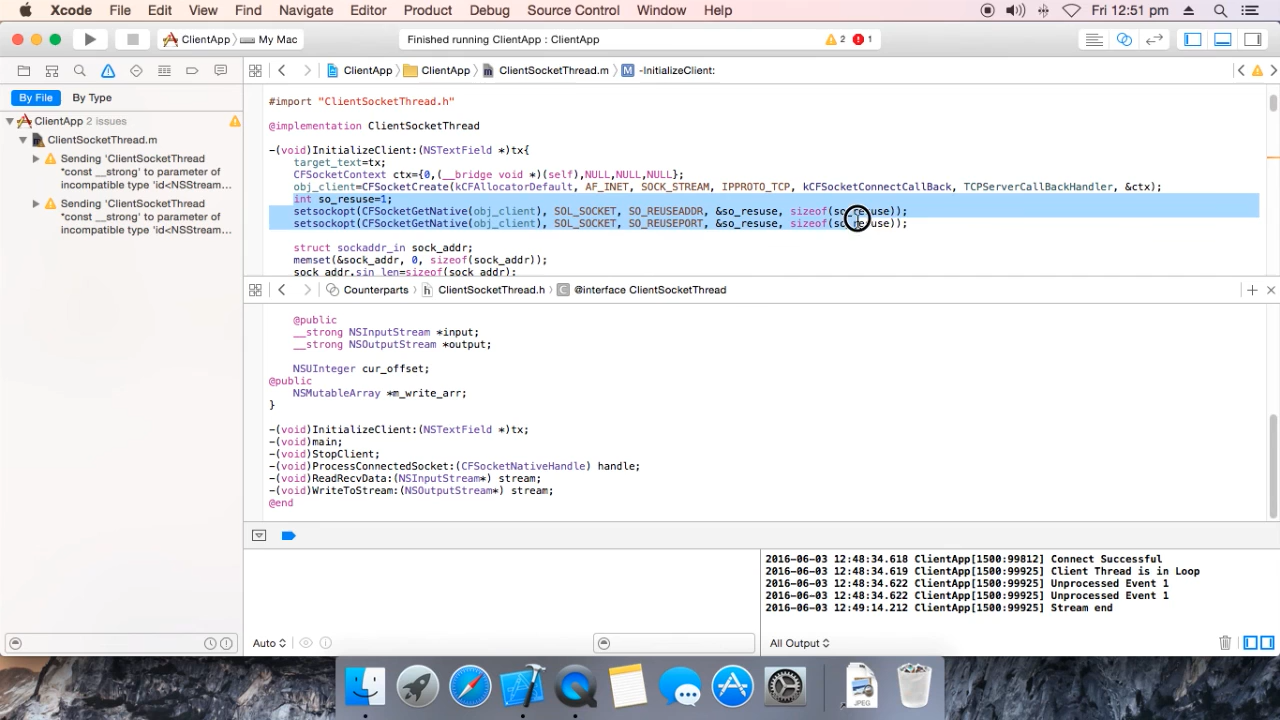 Xcode File Edit View Find Navigate Editor Product Debug Source Control Window Help Fri 12:51 pm
ClientApp My Mac Finished running ClientApp : ClientApp 2 1
ClientApp ClientApp ClientSocketThread.m M -InitializeClient:
By File By Type
ClientApp 2 issues
ClientSocketThread.m
Sending 'ClientSocketThread
*const __strong' to parameter of
incompatible type 'id<NSStream...
Sending 'ClientSocketThread
*const __strong' to parameter of
incompatible type 'id<NSStream...
#import "ClientSocketThread.h"
@implementation ClientSocketThread
-(void)InitializeClient:(NSTextField *)tx{
target_text=tx;
CFSocketContext ctx={0,(__bridge void *)(self),NULL,NULL,NULL};
obj_client=CFSocketCreate(kCFAllocatorDefault, AF_INET, SOCK_STREAM, IPPROTO_TCP, kCFSocketConnectCallBack, TCPServerCallBackHandler, &ctx);
int so_resuse=1;
setsockopt(CFSocketGetNative(obj_client), SOL_SOCKET, SO_REUSEADDR, &so_resuse, sizeof(so_resuse));
setsockopt(CFSocketGetNative(obj_client), SOL_SOCKET, SO_REUSEPORT, &so_resuse, sizeof(so_resuse));
struct sockaddr_in sock_addr;
memset(&sock_addr, 0, sizeof(sock_addr));
sock_addr.sin_len=sizeof(sock_addr);
Counterparts h ClientSocketThread.h C @interface ClientSocketThread
@public
__strong NSInputStream *input;
__strong NSOutputStream *output;
NSUInteger cur_offset;
@public
NSMutableArray *m_write_arr;
}
-(void)InitializeClient:(NSTextField *)tx;
-(void)main;
-(void)StopClient;
-(void)ProcessConnectedSocket:(CFSocketNativeHandle) handle;
-(void)ReadRecvData:(NSInputStream*) stream;
-(void)WriteToStream:(NSOutputStream*) stream;
@end
2016-06-03 12:48:34.618 ClientApp[1500:99812] Connect Successful
2016-06-03 12:48:34.619 ClientApp[1500:99925] Client Thread is in Loop
2016-06-03 12:48:34.622 ClientApp[1500:99925] Unprocessed Event 1
2016-06-03 12:48:34.622 ClientApp[1500:99925] Unprocessed Event 1
2016-06-03 12:49:14.212 ClientApp[1500:99925] Stream end
Auto All Output
JPEG